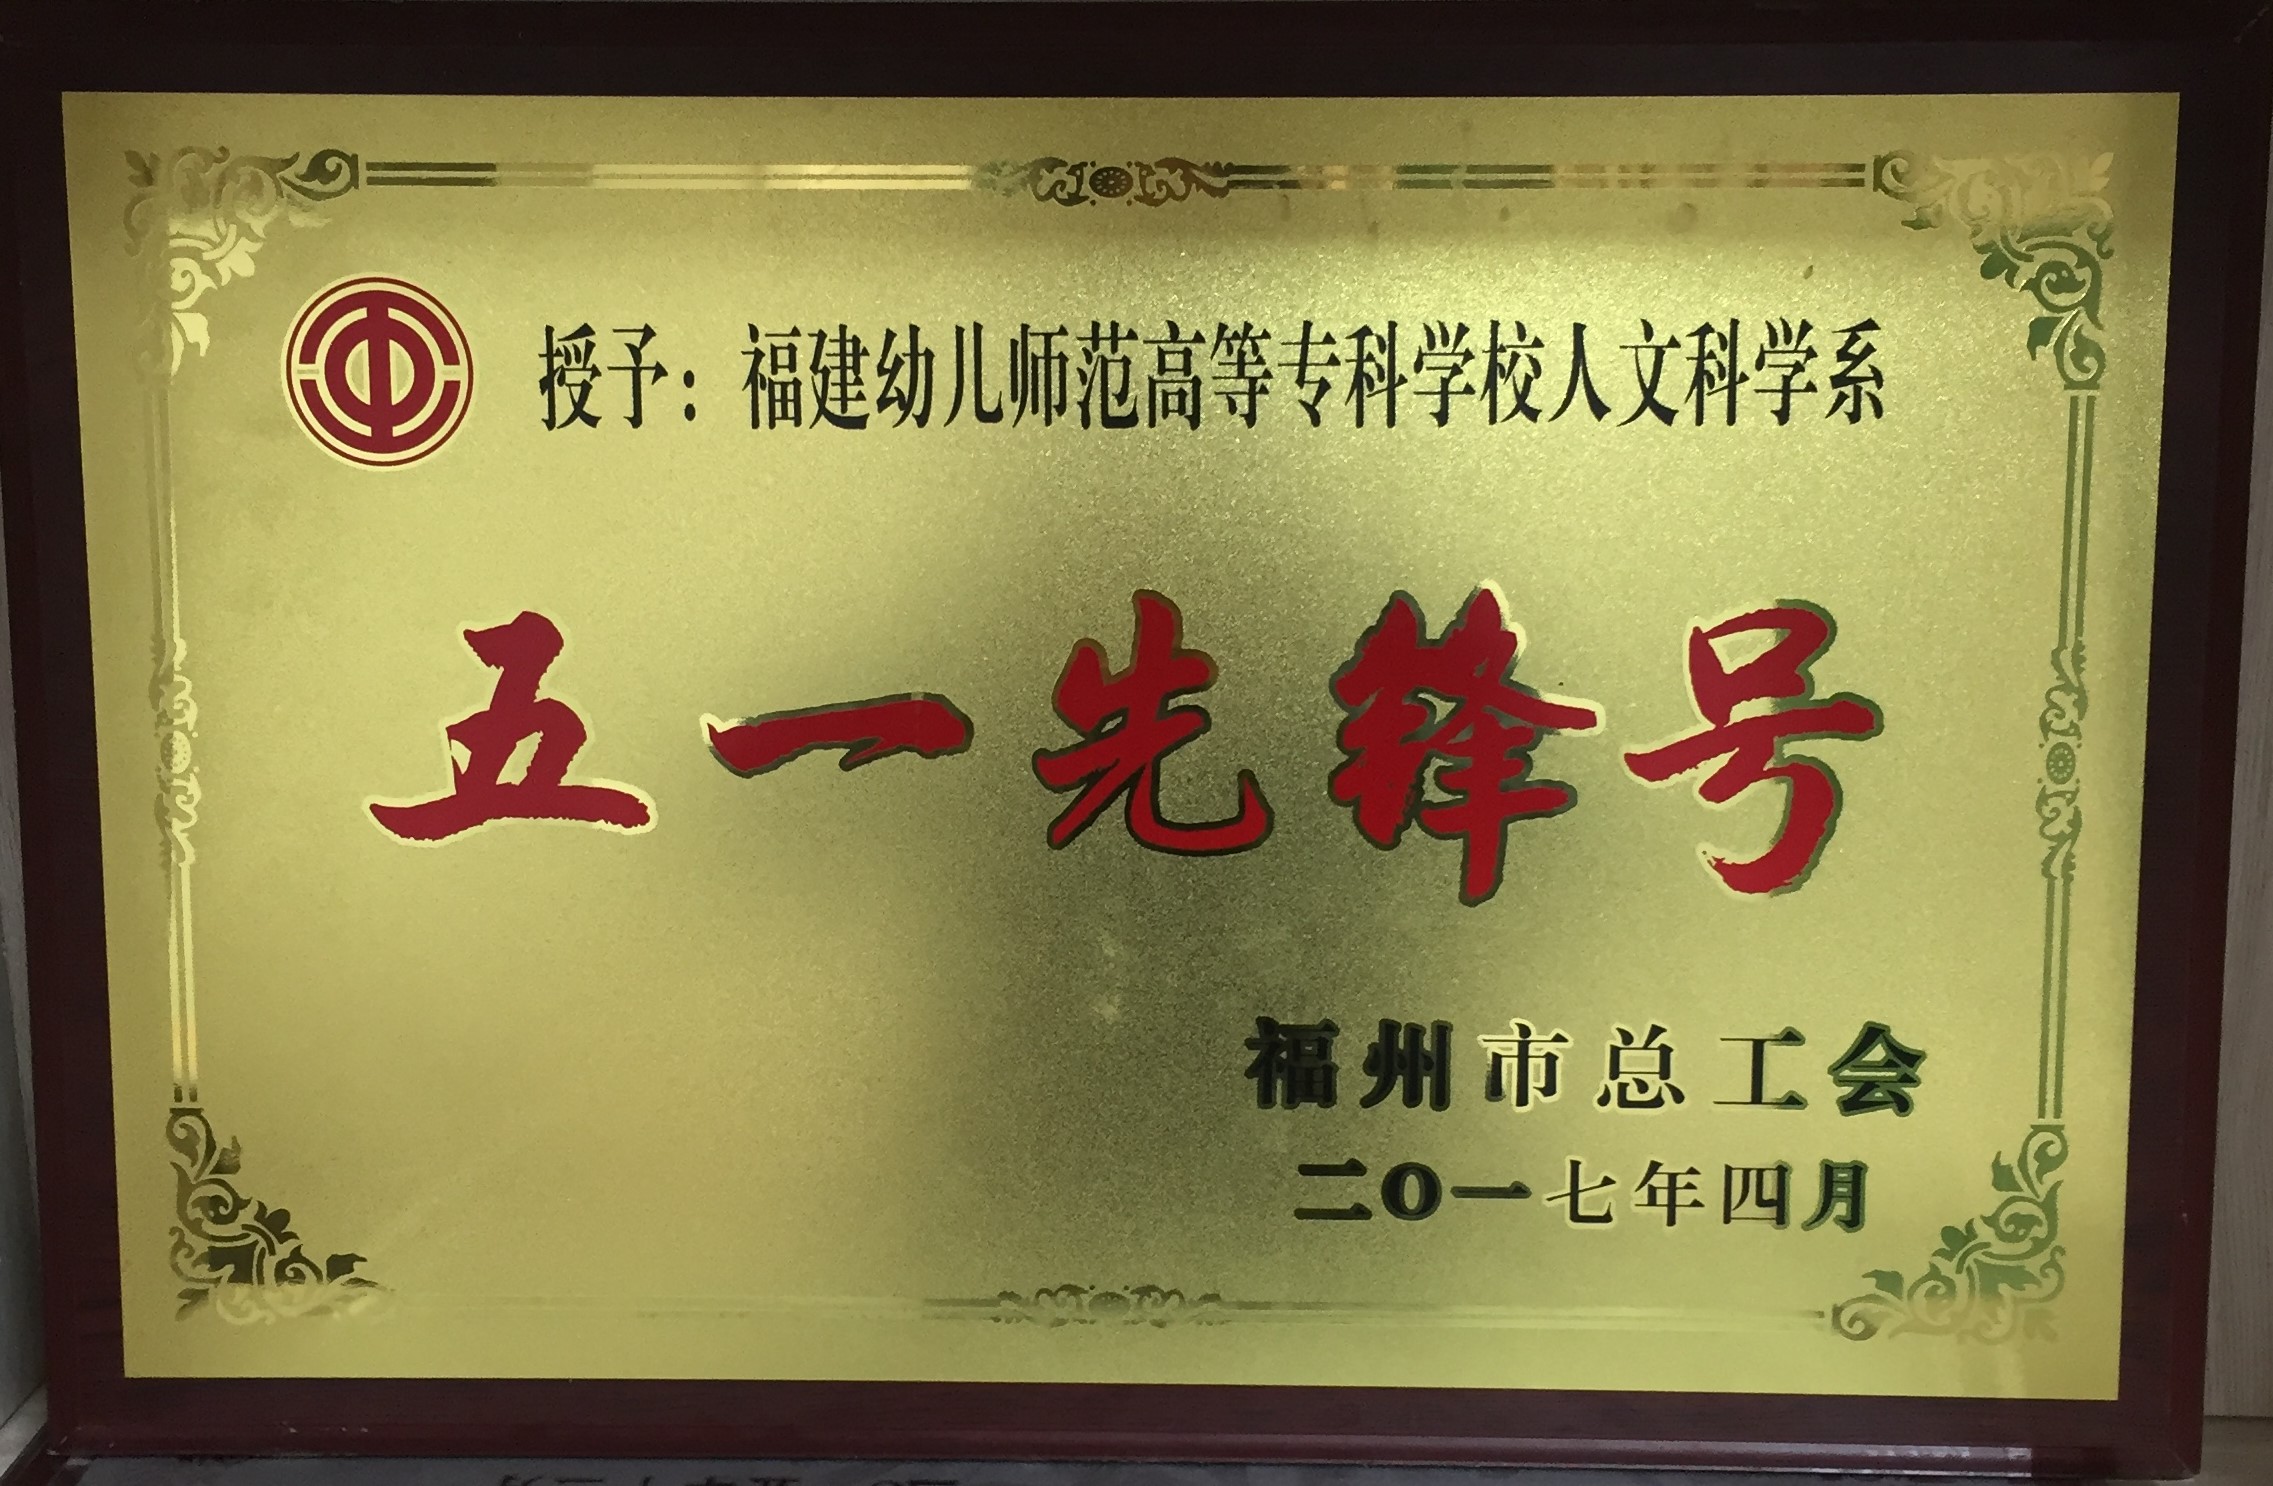 授予：福建幼儿师范高等专科学校人文科学系
五一先锋号
福州市总工会
二O一七年四月